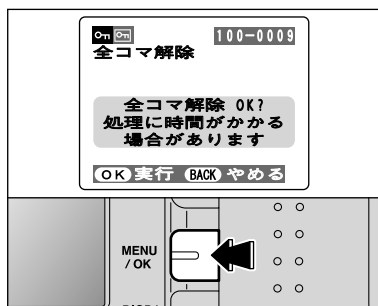 100-0009
全コマ解除
全コマ解除 OK?
処理に時間がかかる
場合があります
OK 実行 BACK やめる
MENU
/OK